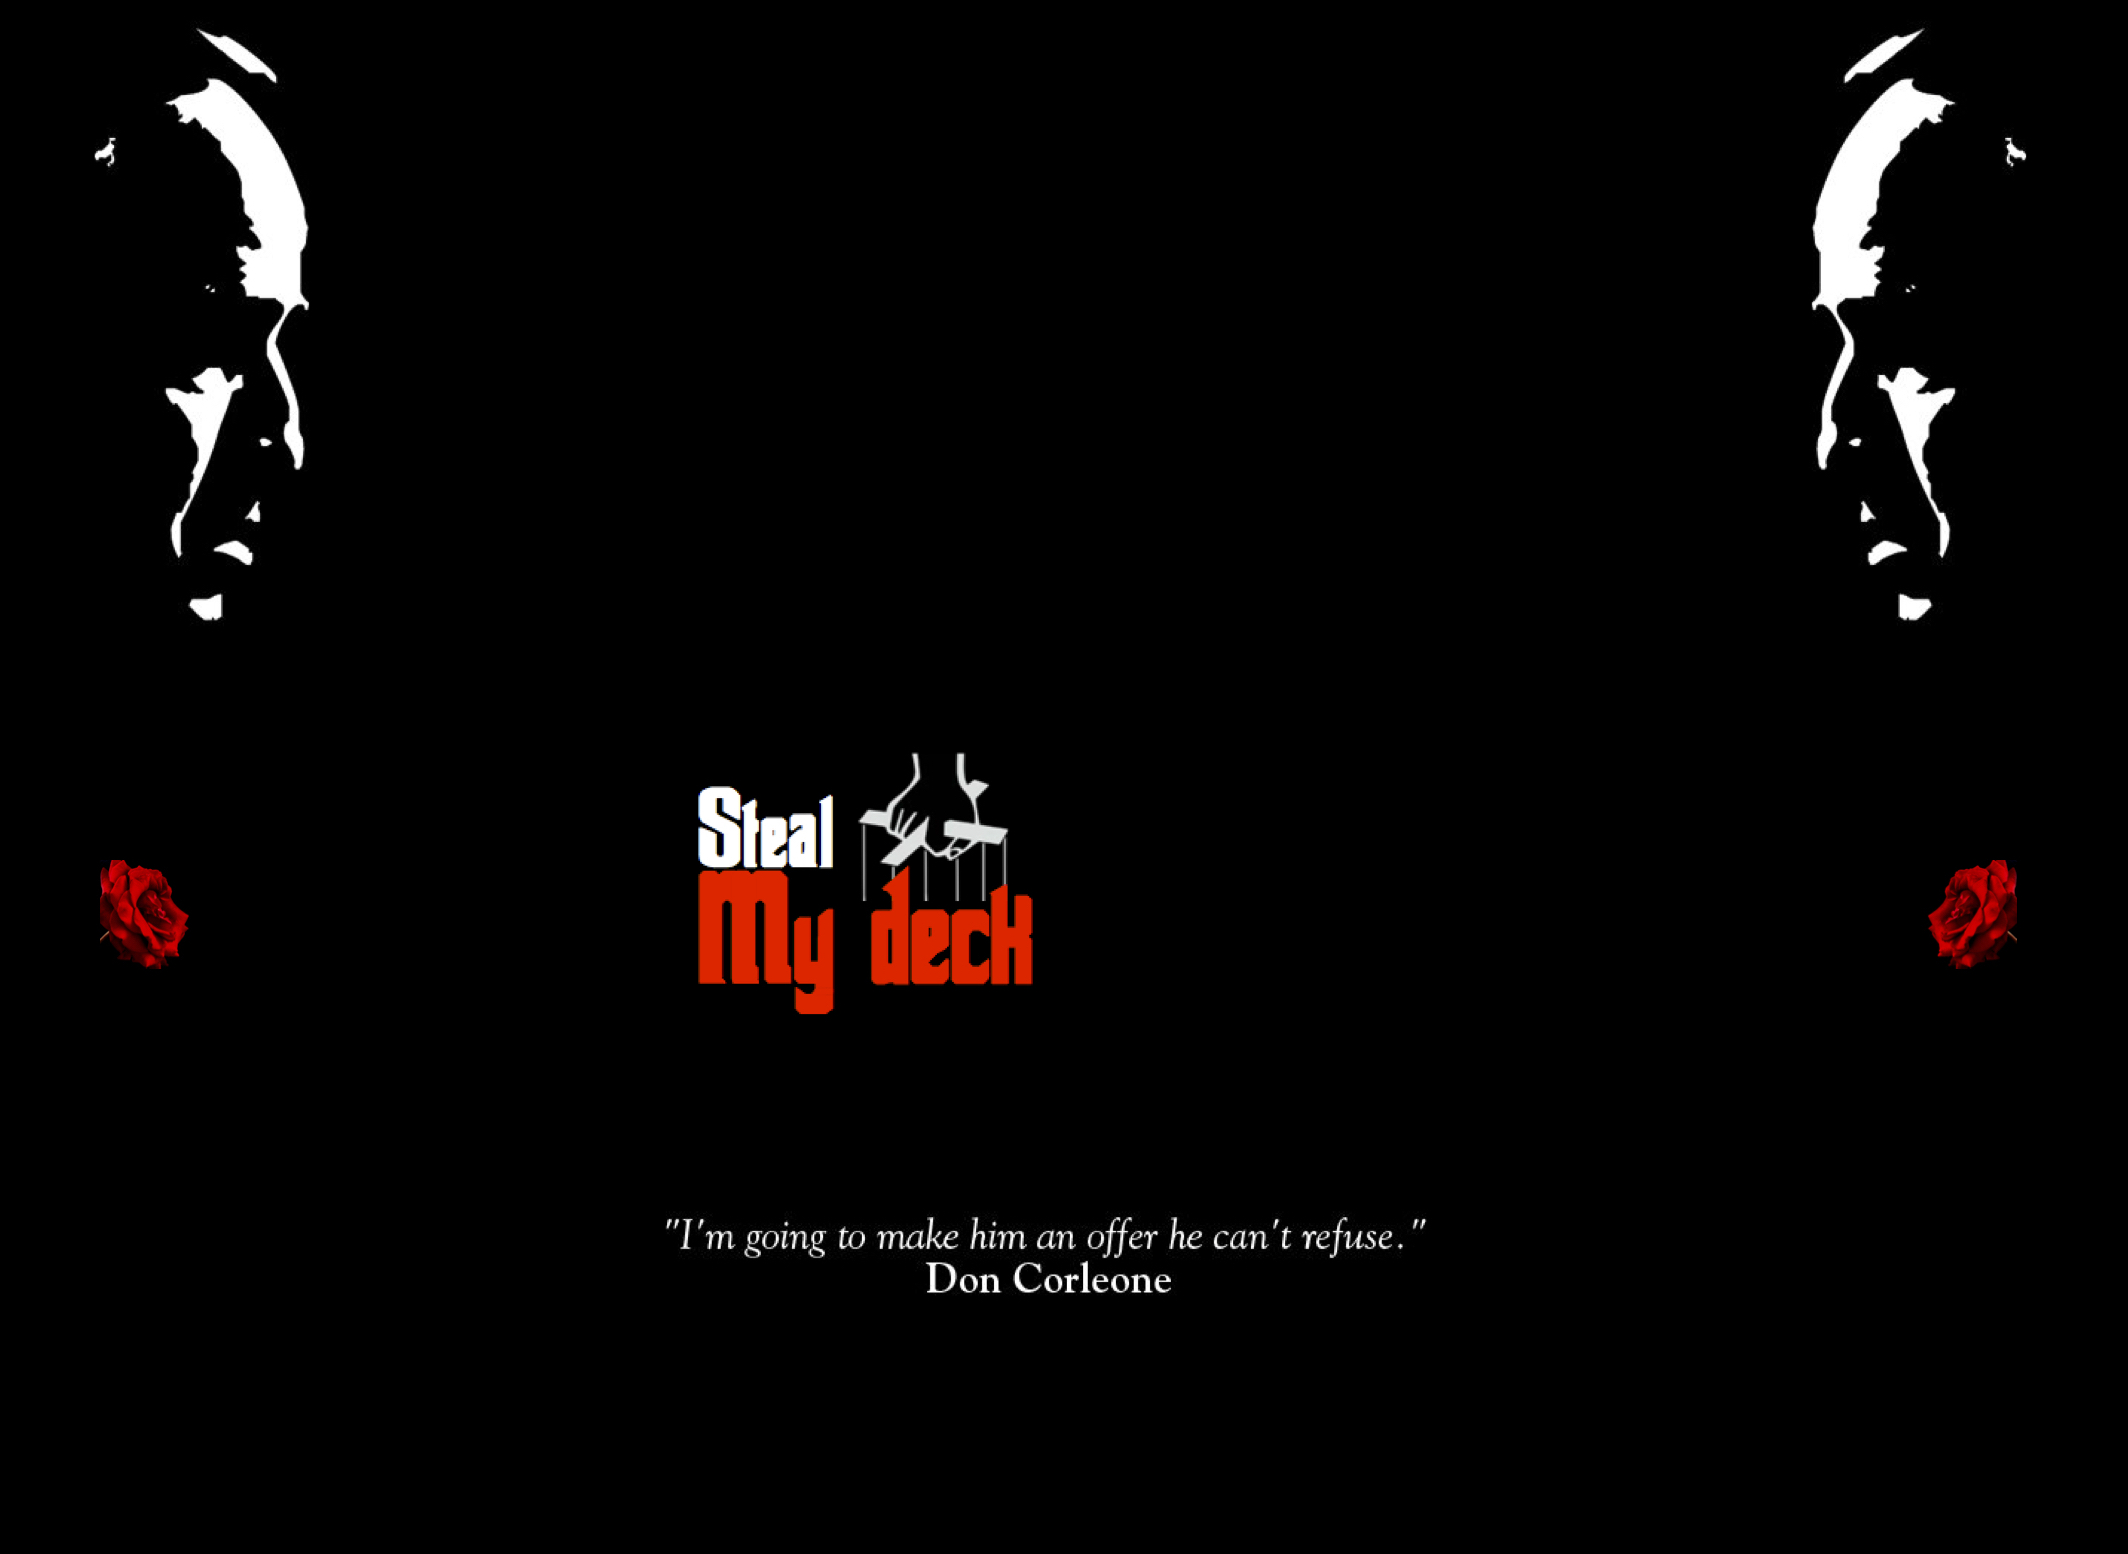 Steal
My deck
"I'm going to make him an offer he can't refuse."
Don Corleone